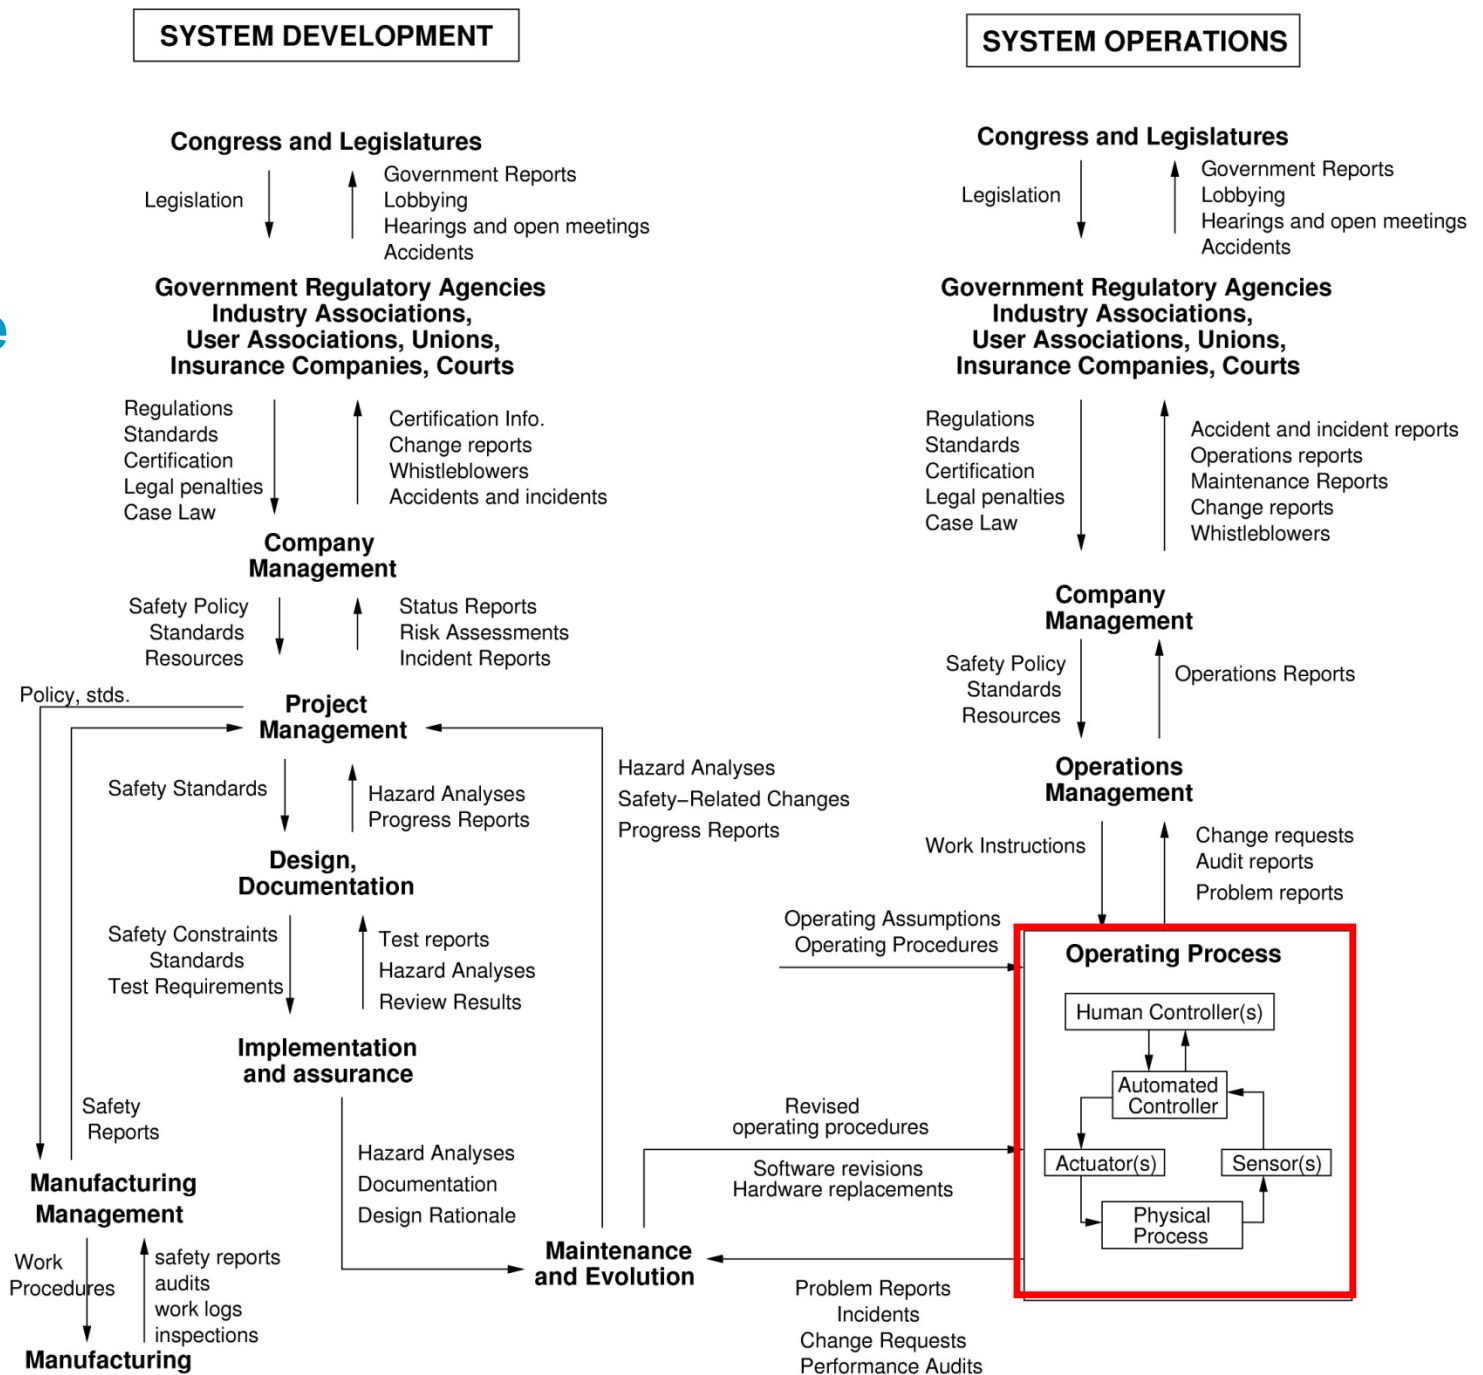 SYSTEM DEVELOPMENT
Congress and Legislatures
Legislation
Government Reports
Lobbying
Hearings and open meetings
Accidents
Government Regulatory Agencies
Industry Associations,
User Associations, Unions,
Insurance Companies, Courts
Regulations
Standards
Certification
Legal penalties
Case Law
Certification Info.
Change reports
Whistleblowers
Accidents and incidents
Company
Management
Safety Policy
Standards
Resources
Status Reports
Risk Assessments
Incident Reports
Policy, stds.
Project
Management
Safety Standards
Hazard Analyses
Progress Reports
Hazard Analyses
Safety–Related Changes
Progress Reports
Design,
Documentation
Safety Constraints
Standards
Test Requirements
Test reports
Hazard Analyses
Review Results
Implementation
and assurance
Safety
Reports
Hazard Analyses
Documentation
Design Rationale
Manufacturing
Management
Work
Procedures
safety reports
audits
work logs
inspections
Manufacturing
Maintenance
and Evolution
SYSTEM OPERATIONS
Congress and Legislatures
Legislation
Government Reports
Lobbying
Hearings and open meetings
Accidents
Government Regulatory Agencies
Industry Associations,
User Associations, Unions,
Insurance Companies, Courts
Regulations
Standards
Certification
Legal penalties
Case Law
Accident and incident reports
Operations reports
Maintenance Reports
Change reports
Whistleblowers
Company
Management
Safety Policy
Standards
Resources
Operations Reports
Operations
Management
Work Instructions
Change requests
Audit reports
Problem reports
Operating Assumptions
Operating Procedures
Operating Process
Human Controller(s)
Automated
Controller
Actuator(s)
Sensor(s)
Physical
Process
Revised
operating procedures
Software revisions
Hardware replacements
Problem Reports
Incidents
Change Requests
Performance Audits